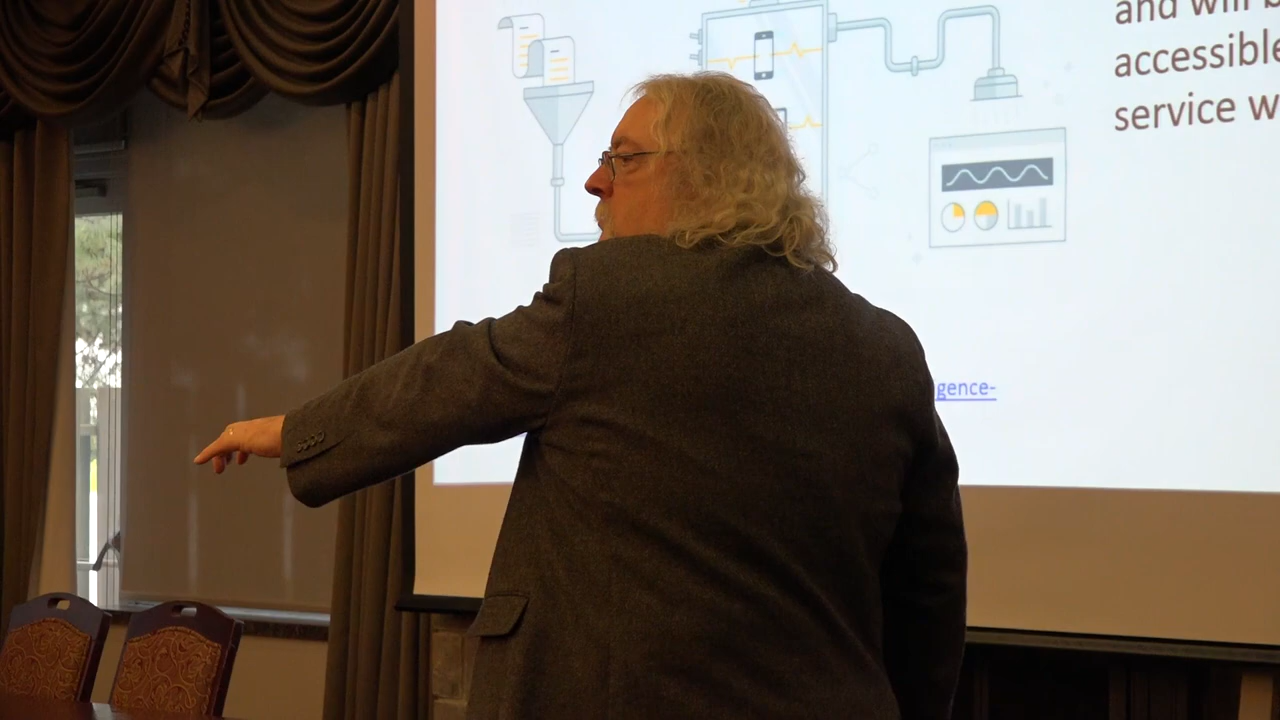 and will b
accessible
service w
gence-